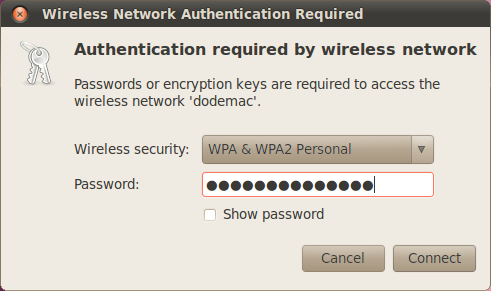 Wireless Network Authentication Required
Authentication required by wireless network
Passwords or encryption keys are required to access the
wireless network 'dodemac'.
Wireless security: WPA & WPA2 Personal
Password: ●●●●●●●●●●●●●●
Show password
Cancel Connect